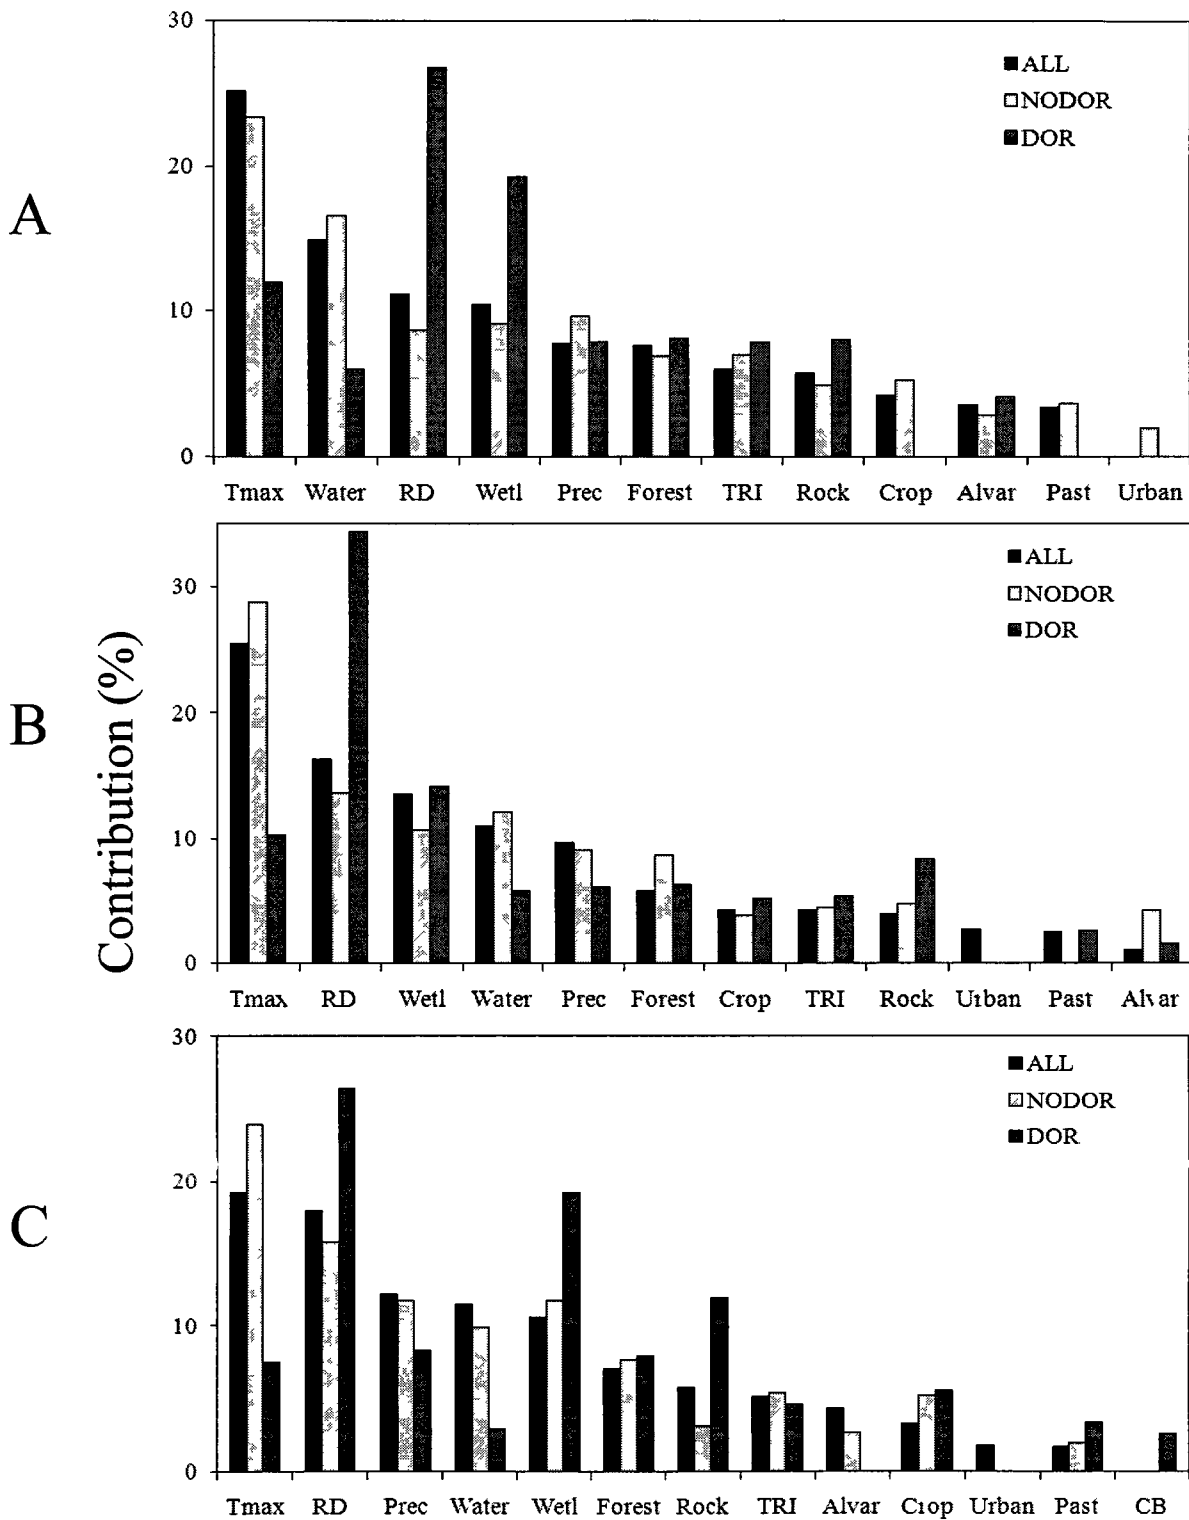 A
30
20
10
0
ALL
NODOR
DOR
Tmax Water RD Wetl Prec Forest TRI Rock Crop Alvar Past Urban
B
Contribution (%)
30
20
10
0
ALL
NODOR
DOR
Tmax RD Wetl Water Prec Forest Crop TRI Rock Urban Past Alvar
C
30
20
10
0
ALL
NODOR
DOR
Tmax RD Prec Water Wetl Forest Rock TRI Alvar Crop Urban Past CB